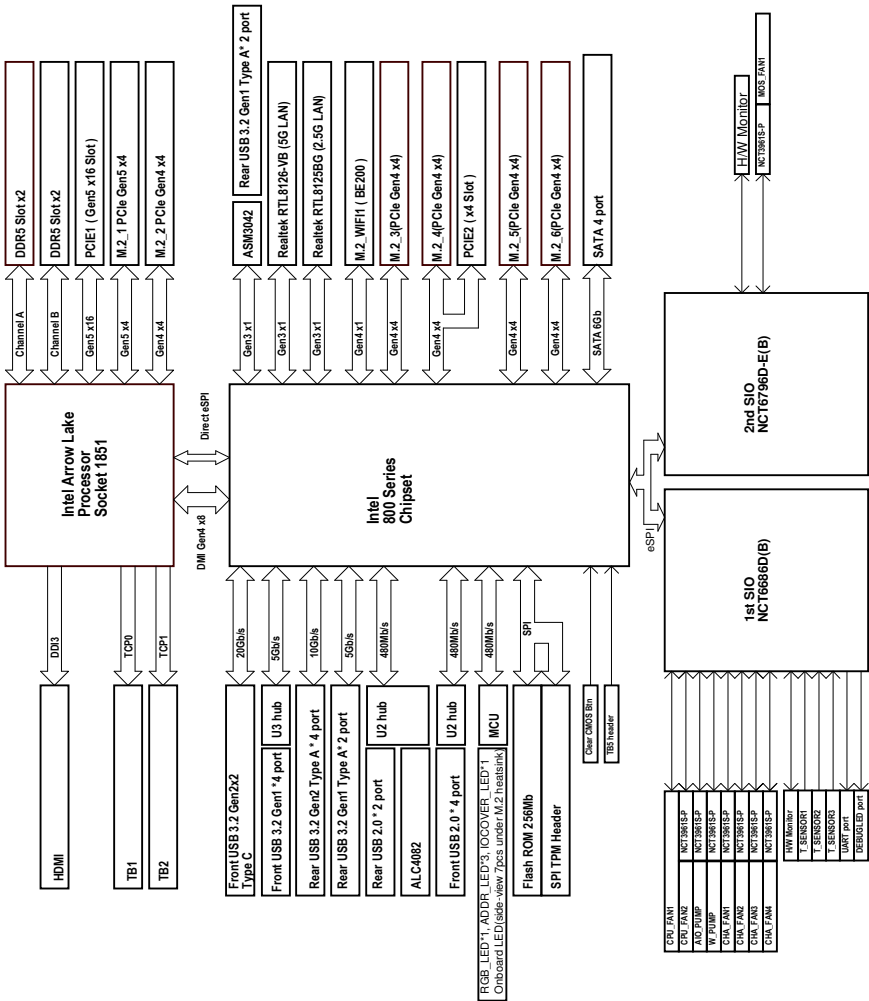 DDR5 Slot x2
DDR5 Slot x2
PCIE1 ( Gen5 x16 Slot )
M.2_1 PCIe Gen5 x4
M.2_2 PCIe Gen4 x4
Channel A
Channel B
Gen5 x16
Gen5 x4
Gen4 x4
Intel Arrow Lake
Processor
Socket 1851
DDI3
TCP0
TCP1
HDMI
TB1
TB2
DMI Gen4 x8
Direct eSPI
ASM3042
Rear USB 3.2 Gen1 Type A* 2 port
Realtek RTL8126-VB (5G LAN)
Realtek RTL8125BG (2.5G LAN)
M.2_WIFI1 ( BE200 )
M.2_3(PCIe Gen4 x4)
M.2_4(PCIe Gen4 x4)
PCIE2 ( x4 Slot )
M.2_5(PCIe Gen4 x4)
M.2_6(PCIe Gen4 x4)
SATA 4 port
Gen3 x1
Gen3 x1
Gen3 x1
Gen4 x1
Gen4 x4
Gen4 x4
Gen4 x4
Gen4 x4
SATA 6Gb
Intel
800 Series
Chipset
20Gb/s
5Gb/s
10Gb/s
5Gb/s
480Mb/s
480Mb/s
480Mb/s
SPI
Front USB 3.2 Gen2x2
Type C
Front USB 3.2 Gen1 *4 port
U3 hub
Rear USB 3.2 Gen2 Type A * 4 port
Rear USB 3.2 Gen1 Type A* 2 port
Rear USB 2.0 * 2 port
U2 hub
ALC4082
Front USB 2.0 * 4 port
U2 hub
RGB_LED*1, ADDR_LED*3, IOCOVER_LED*1
Onboard LED(side-view 7pcs under M.2 heatsink)
MCU
Flash ROM 256Mb
SPI TPM Header
Clear CMOS Btn
TB5 header
eSPI
H/W Monitor
NCT3961S-P
MOS_FAN1
2nd SIO
NCT6796D-E(B)
1st SIO
NCT6686D(B)
CPU_FAN1
NCT3961S-P
CPU_FAN2
NCT3961S-P
AIO_PUMP
NCT3961S-P
W_PUMP
NCT3961S-P
CHA_FAN1
NCT3961S-P
CHA_FAN2
NCT3961S-P
CHA_FAN3
NCT3961S-P
CHA_FAN4
NCT3961S-P
H/W Monitor
T_SENSOR1
T_SENSOR2
T_SENSOR3
UART port
DEBUGLED port